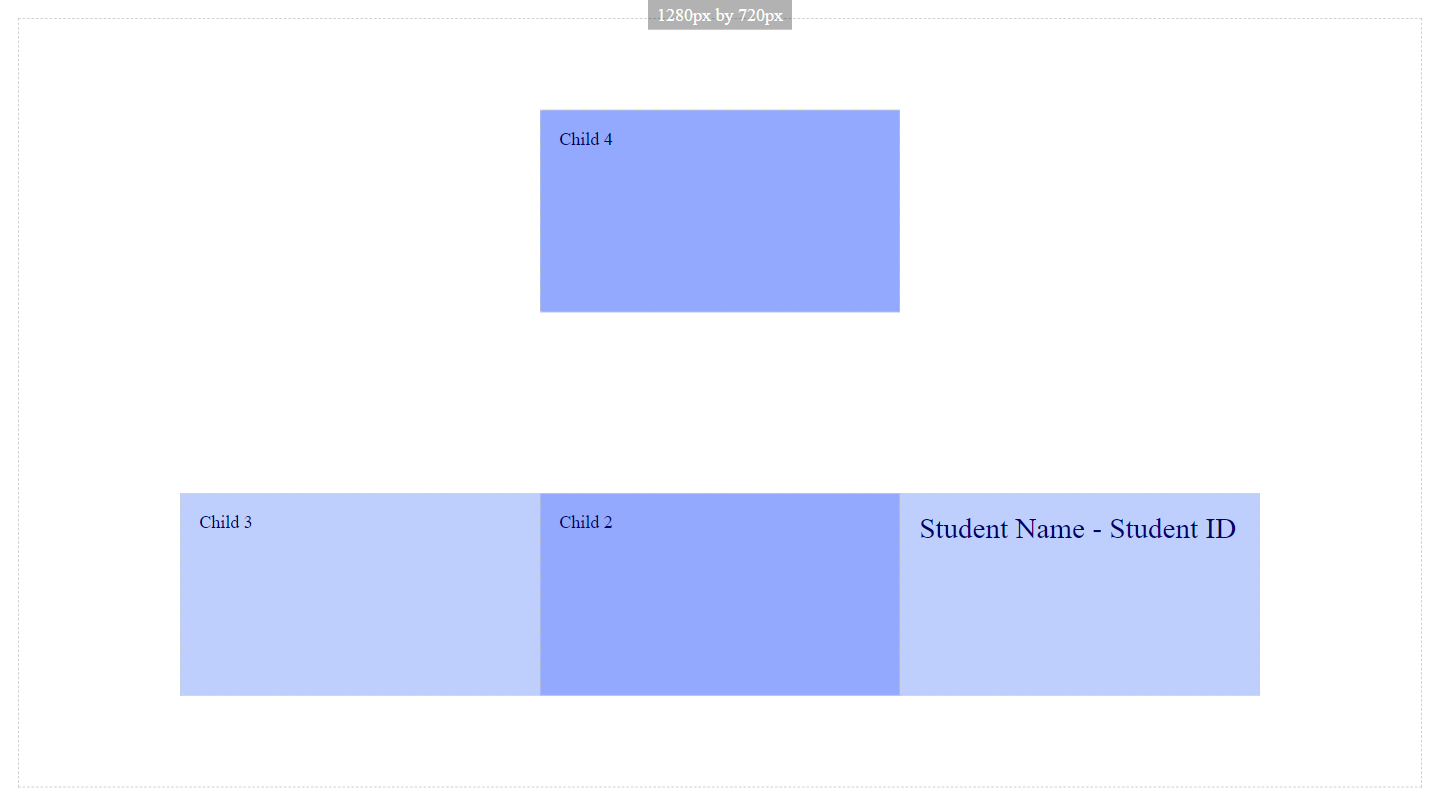 1280px by 720px
Child 4
Child 3
Child 2
Student Name - Student ID